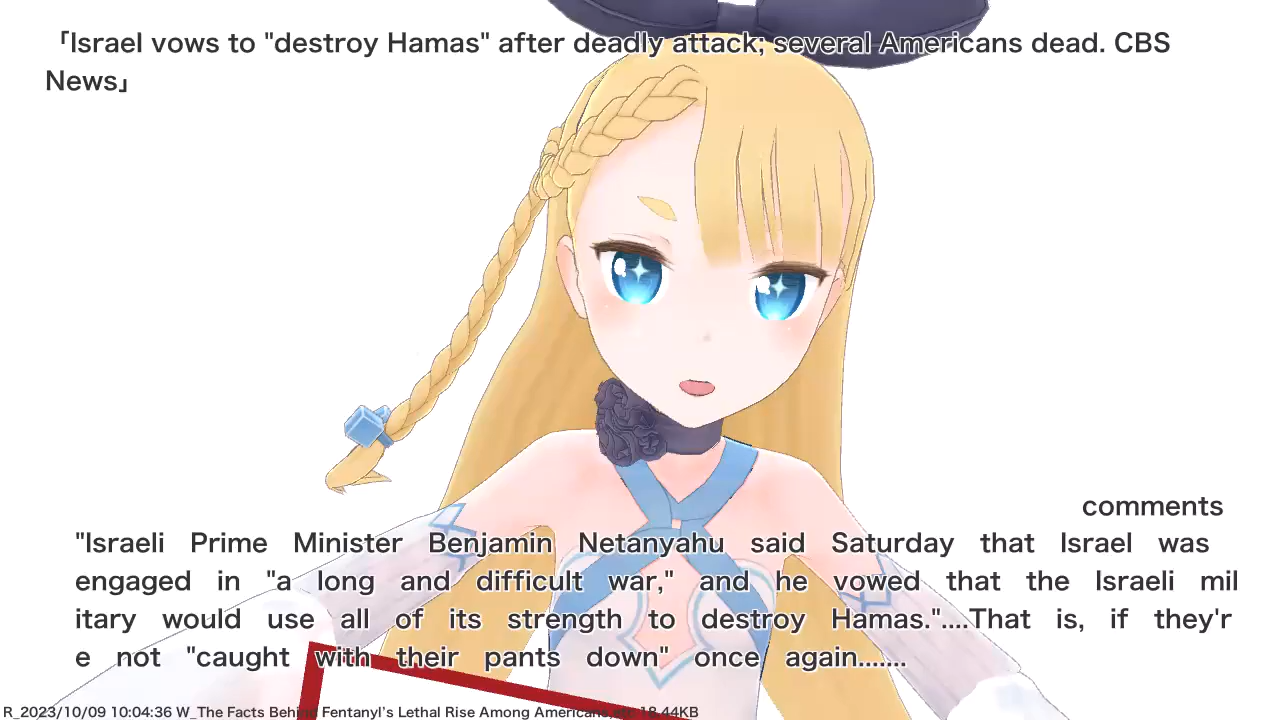 「Israel vows to "destroy Hamas" after deadly attack; several Americans dead. CBS
News」
comments
"Israeli Prime Minister Benjamin Netanyahu said Saturday that Israel was
engaged in "a long and difficult war," and he vowed that the Israeli mil
itary would use all of its strength to destroy Hamas."....That is, if they'r
e not "caught with their pants down" once again.......
R_2023/10/09 10:04:36 W_The Facts Behind Fentanyl's Lethal Rise Among Americans,etc 18.44KB